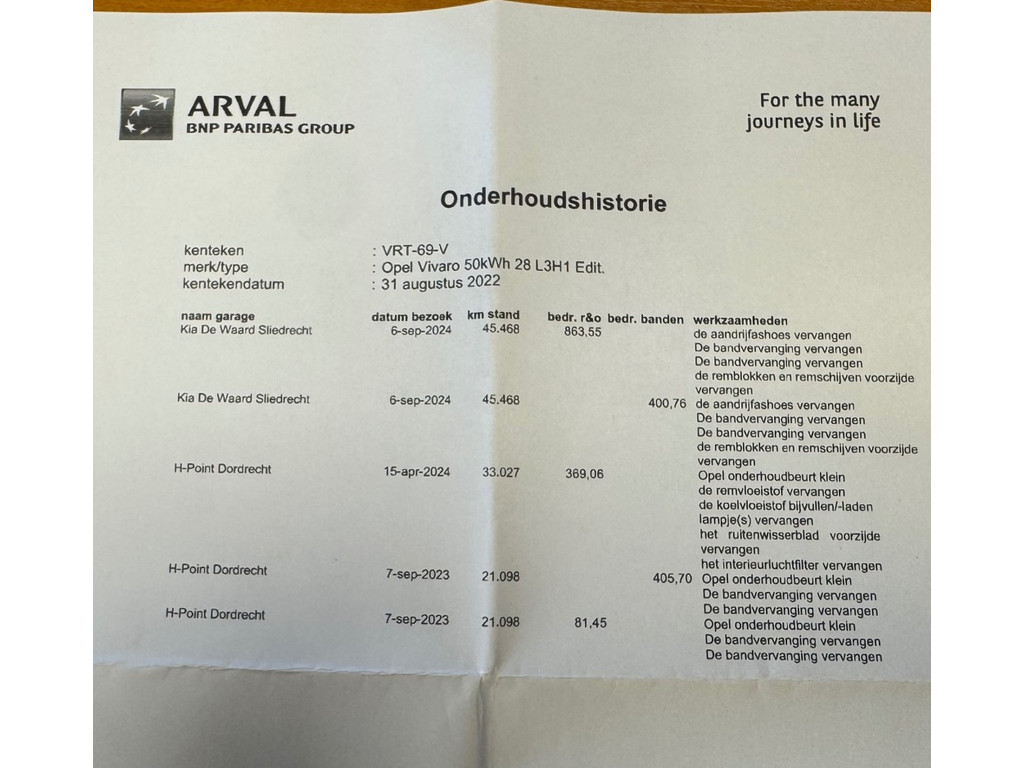 ARVAL
BNP PARIBAS GROUP
For the many
journeys in life
Onderhoudshistorie
kenteken : VRT-69-V
merk/type : Opel Vivaro 50kWh 28 L3H1 Edit.
kentekendatum : 31 augustus 2022
naam garage datum bezoek km stand bedr. r&o bedr. banden werkzaamheden
Kia De Waard Sliedrecht 6-sep-2024 45.468 863,55 de aandrijfashoes vervangen
De bandvervanging vervangen
De bandvervanging vervangen
de remblokken en remschijven voorzijde
vervangen
Kia De Waard Sliedrecht 6-sep-2024 45.468 400,76 de aandrijfashoes vervangen
De bandvervanging vervangen
De bandvervanging vervangen
de remblokken en remschijven voorzijde
vervangen
H-Point Dordrecht 15-apr-2024 33.027 369,06 Opel onderhoudbeurt klein
de remvloeistof vervangen
de koelvloeistof bijvullen/-laden
lampje(s) vervangen
het ruitenwisserblad voorzijde
vervangen
het interieurluchtfilter vervangen
H-Point Dordrecht 7-sep-2023 21.098 405,70 Opel onderhoudbeurt klein
De bandvervanging vervangen
De bandvervanging vervangen
H-Point Dordrecht 7-sep-2023 21.098 81,45 Opel onderhoudbeurt klein
De bandvervanging vervangen
De bandvervanging vervangen